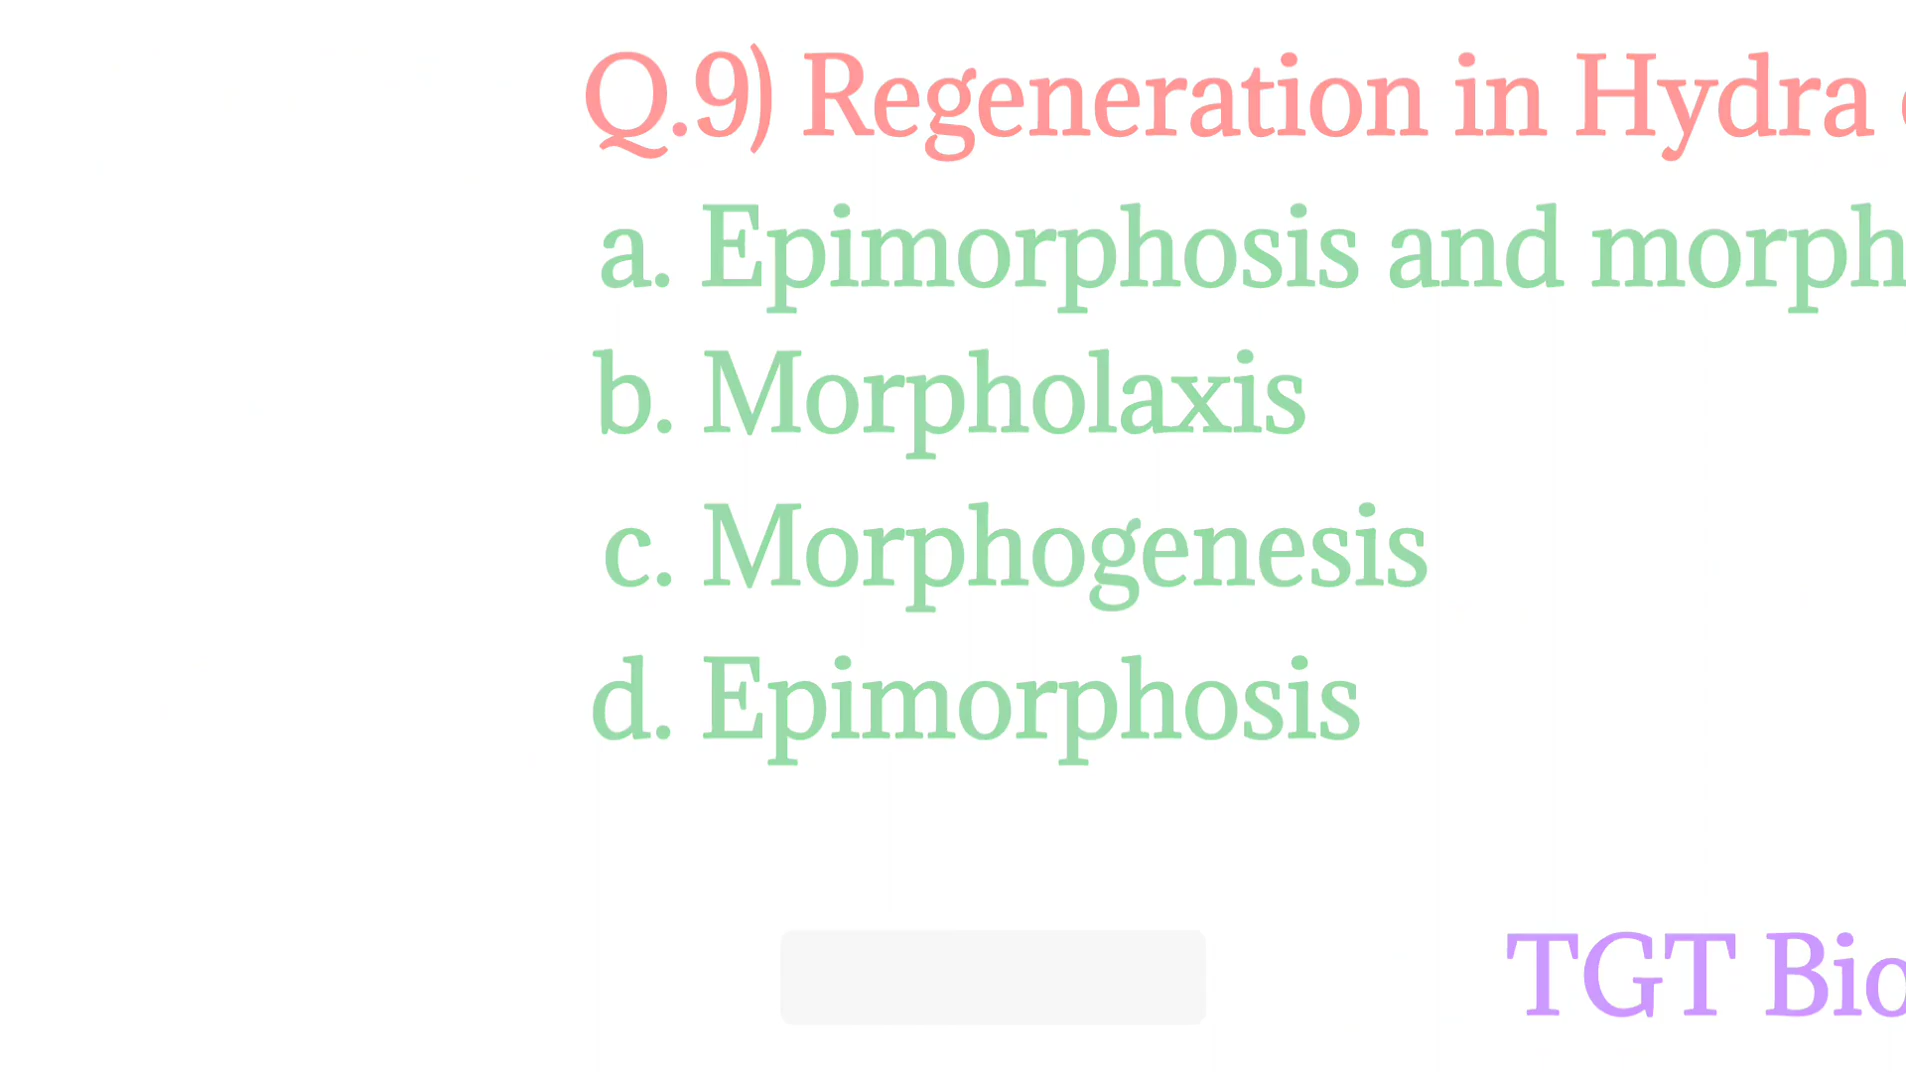 Q.9) Regeneration in Hydra
a. Epimorphosis and morph
b. Morpholaxis
c. Morphogenesis
d. Epimorphosis
TGT Bio